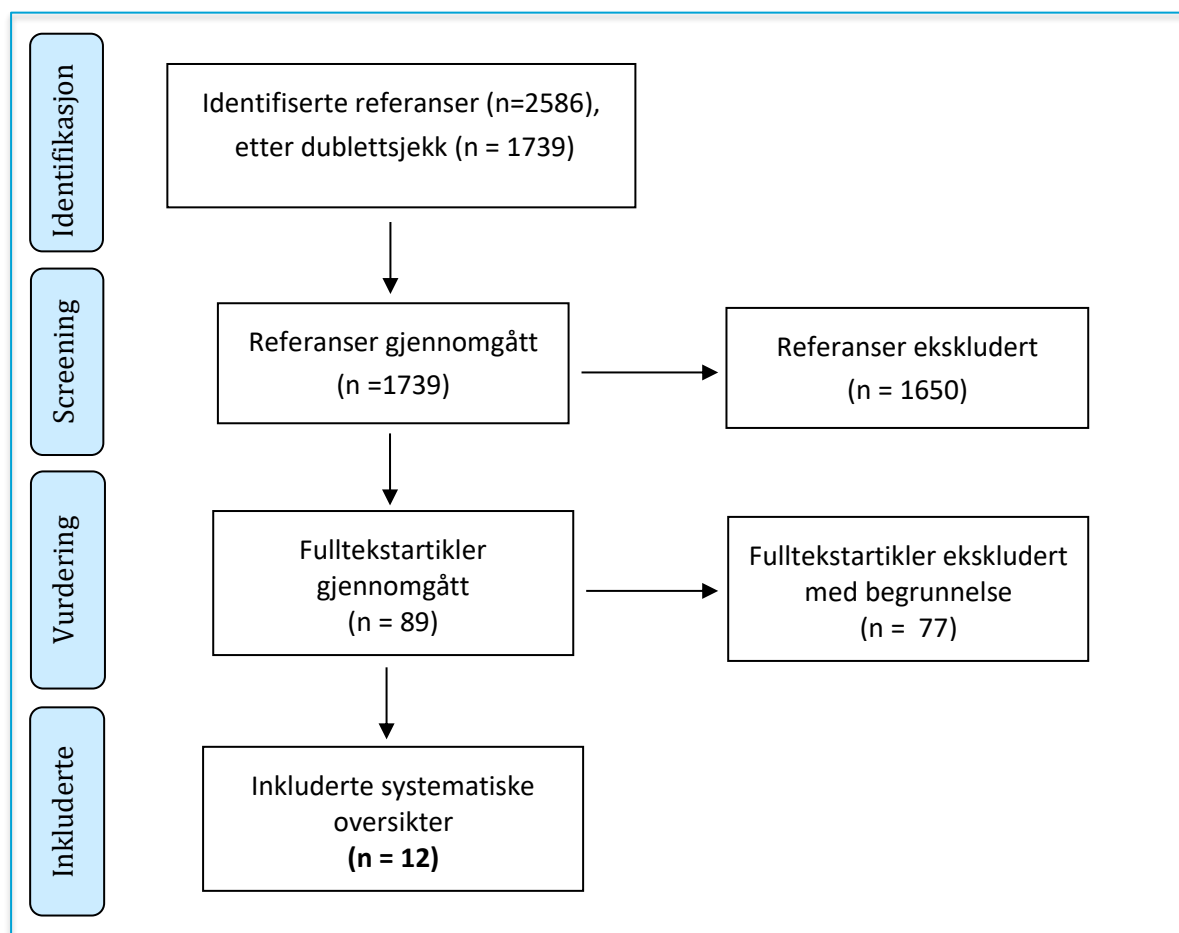 Identifikasjon
Identifiserte referanser (n=2586),
etter dublettsjekk (n = 1739)
Screening
Referanser gjennomgått
(n =1739)
Referanser ekskludert
(n = 1650)
Vurdering
Fulltekstartikler
gjennomgått
(n = 89)
Fulltekstartikler ekskludert
med begrunnelse
(n = 77)
Inkluderte
Inkluderte systematiske
oversikter
(n = 12)